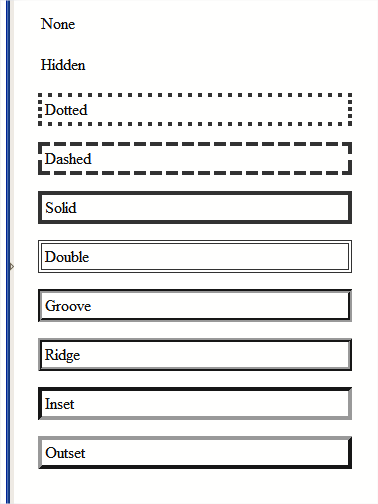 None
Hidden
Dotted
Dashed
Solid
Double
Groove
Ridge
Inset
Outset